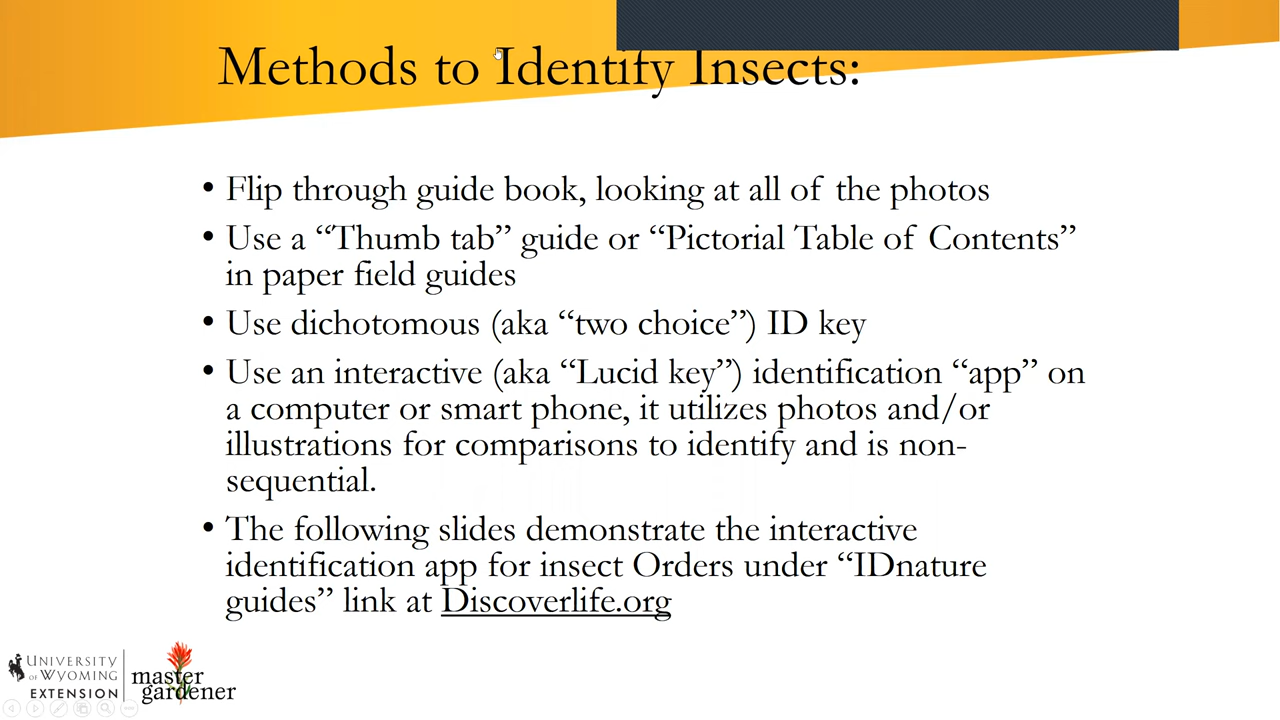 Methods to Identify Insects:
• Flip through guide book, looking at all of the photos
• Use a “Thumb tab” guide or “Pictorial Table of Contents”
in paper field guides
• Use dichotomous (aka “two choice”) ID key
• Use an interactive (aka “Lucid key”) identification “app” on
a computer or smart phone, it utilizes photos and/or
illustrations for comparisons to identify and is non-
sequential.
• The following slides demonstrate the interactive
identification app for insect Orders under “IDnature
guides” link at Discoverlife.org
UNIVERSITY
OF WYOMING
EXTENSION
master
gardener